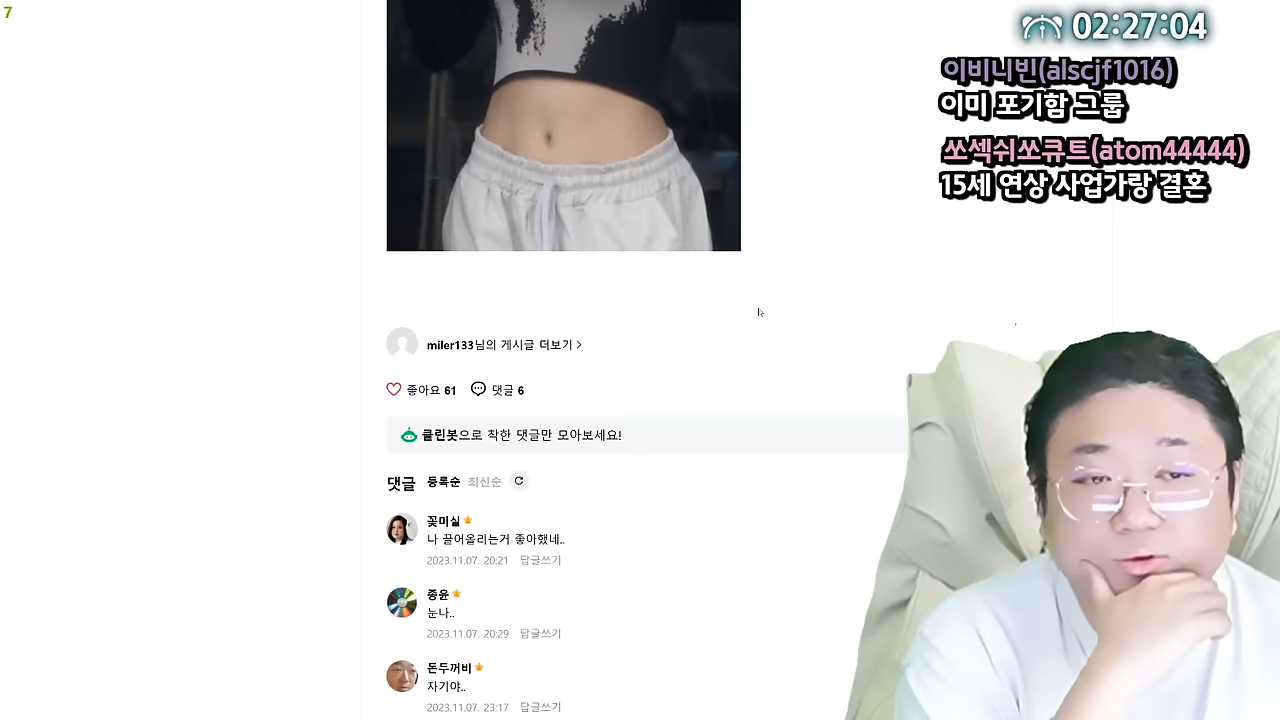 7
02:27:04
이비니빈(alscjf1016)
이미 포기함 그룹
쏘섹쉬쏘큐트(atom44444)
15세 연상 사업가랑 결혼
miler133님의 게시글 더보기 >
좋아요 61 댓글 6
클린봇으로 착한 댓글만 모아보세요!
댓글 등록순 최신순
꽃미실
나 끌어올리는거 좋아했네..
2023.11.07. 20:21 답글쓰기
종윤
눈나..
2023.11.07. 20:29 답글쓰기
돈두꺼비
자기야..
2023.11.07. 23:17 답글쓰기